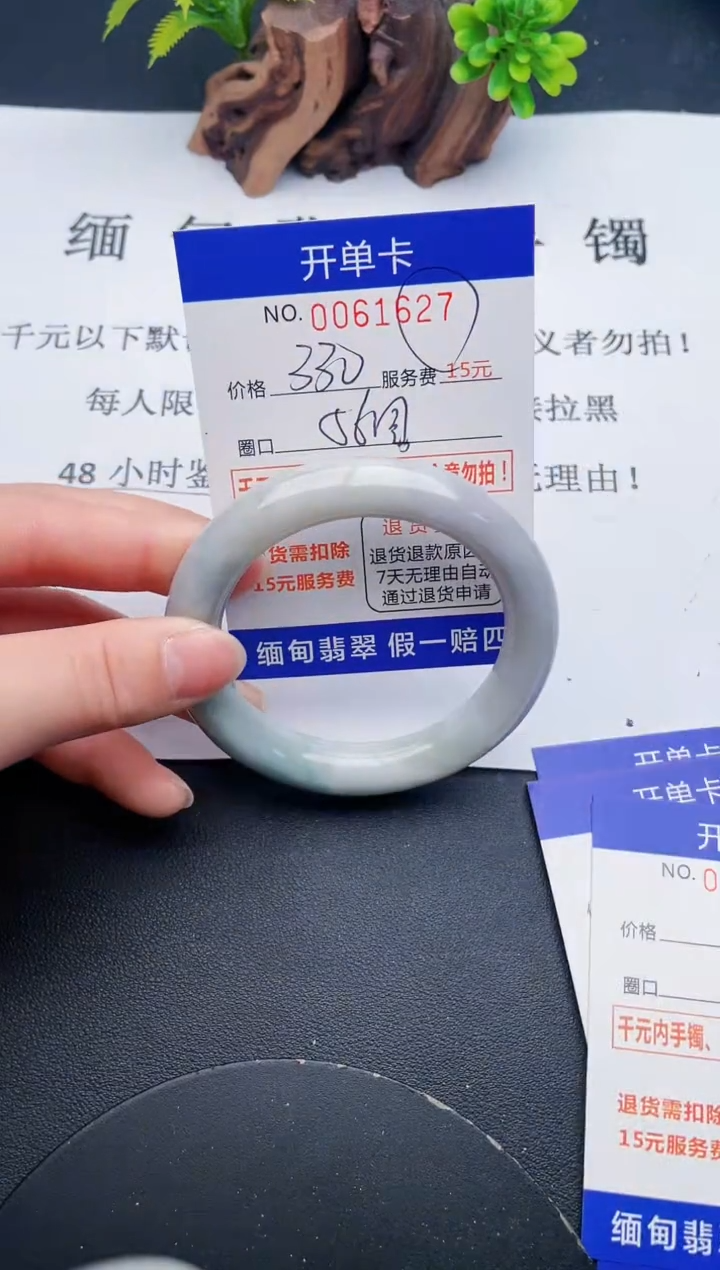 缅
镯
千元以下默
义者勿拍！
每人限
拉黑
48 小时鉴
无理由！
开单卡
NO. 0061627
价格 330 服务费 15元
圈口 56圆
意勿拍！
货需扣除
15元服务费
退货
退货退款原因
7天无理由自动
通过退货申请
缅甸翡翠 假一赔四
开单卡
开单卡
开
NO. 0
价格
圈口
千元内手镯、
退货需扣除
15元服务费
缅甸翡